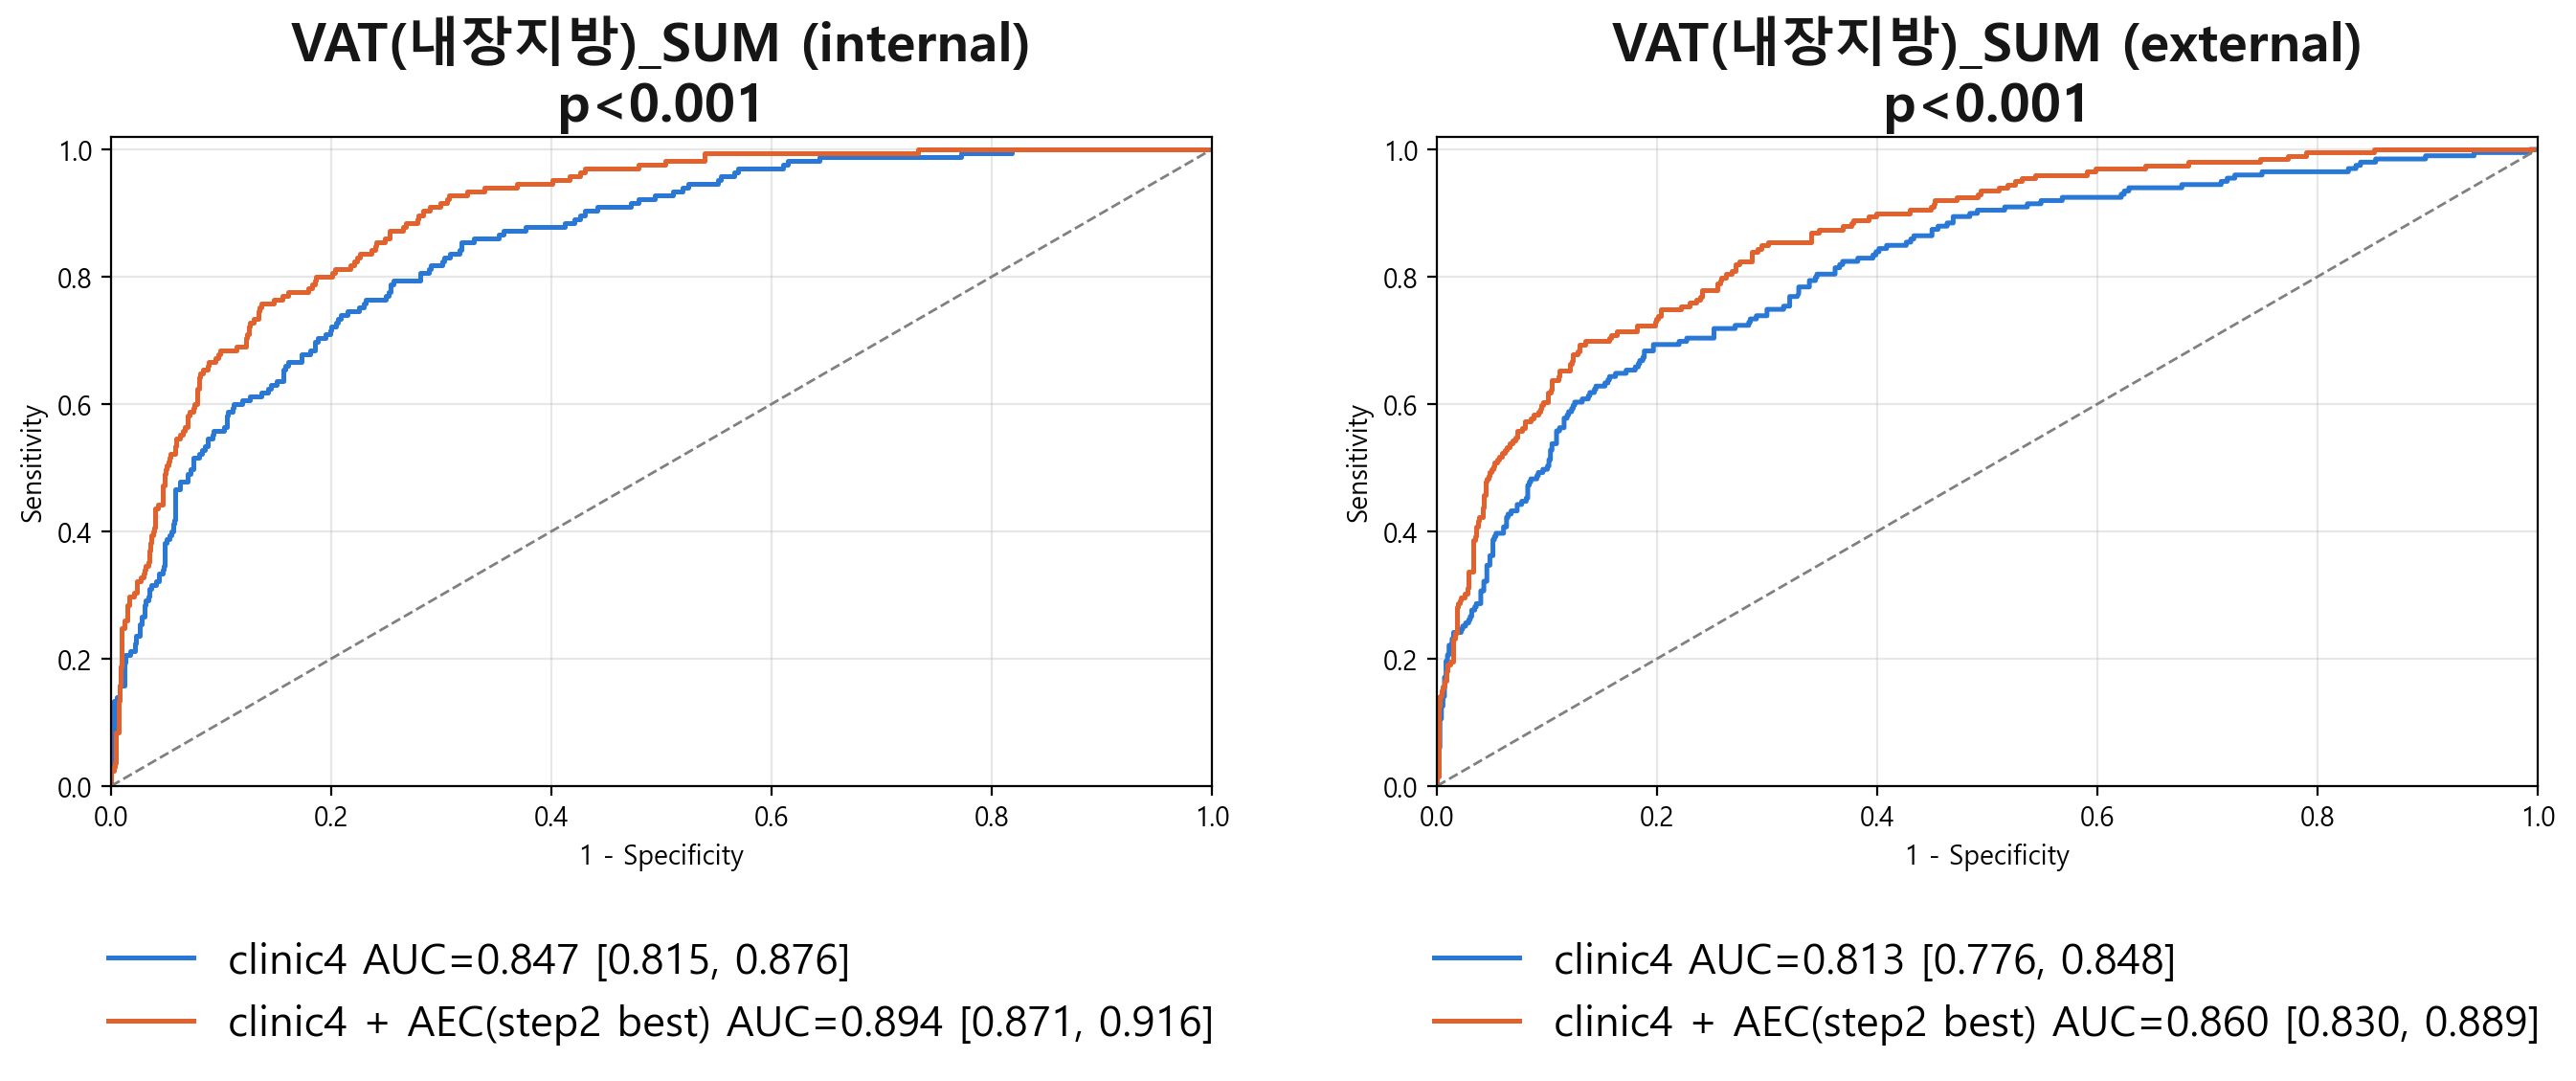 VAT(내장지방)_SUM (internal)
p<0.001
1.0
0.8
0.6
0.4
0.2
0.0
Sensitivity
0.0 0.2 0.4 0.6 0.8 1.0
1 - Specificity
clinic4 AUC=0.847 [0.815, 0.876]
clinic4 + AEC(step2 best) AUC=0.894 [0.871, 0.916]
VAT(내장지방)_SUM (external)
p<0.001
1.0
0.8
0.6
0.4
0.2
0.0
Sensitivity
0.0 0.2 0.4 0.6 0.8 1.0
1 - Specificity
clinic4 AUC=0.813 [0.776, 0.848]
clinic4 + AEC(step2 best) AUC=0.860 [0.830, 0.889]